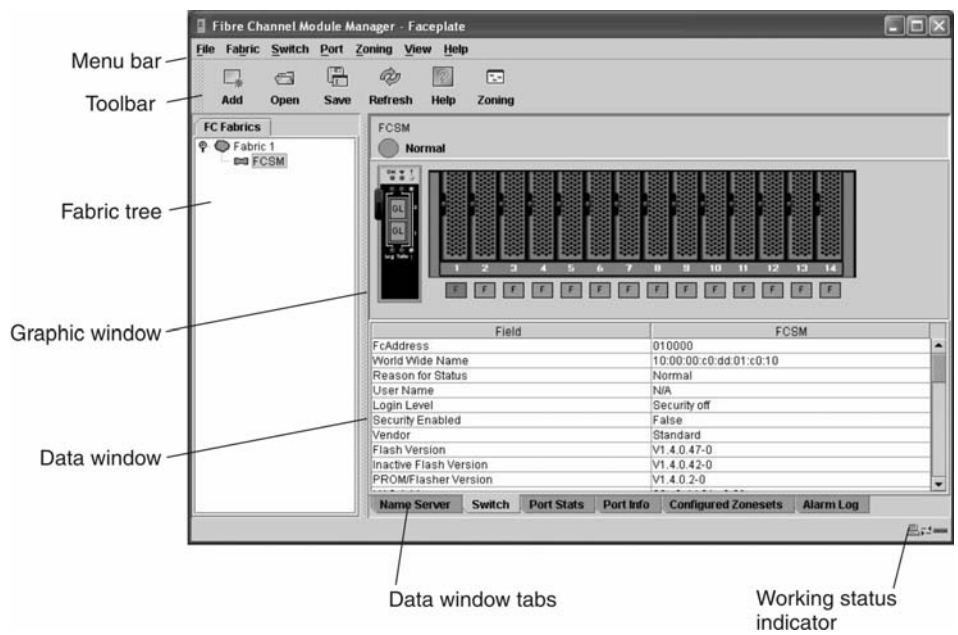 Fibre Channel Module Manager - Faceplate
File Fabric Switch Port Zoning View Help
Menu bar
Toolbar
Add Open Save Refresh Help Zoning
FC Fabrics
Fabric 1
FCSM
Fabric tree
FCSM
Normal
GL
GL
1 2 3 4 5 6 7 8 9 10 11 12 13 14
F F F F F F F F F F F F F F
Graphic window
Field FCSM
FcAddress 010000
World Wide Name 10:00:00:c0:dd:01:c0:10
Reason for Status Normal
User Name N/A
Login Level Security off
Security Enabled False
Vendor Standard
Flash Version V1.4.0.47-0
Inactive Flash Version V1.4.0.42-0
PROM/Flasher Version V1.4.0.2-0
Data window
Name Server Switch Port Stats Port Info Configured Zonesets Alarm Log
Data window tabs
Working status
indicator